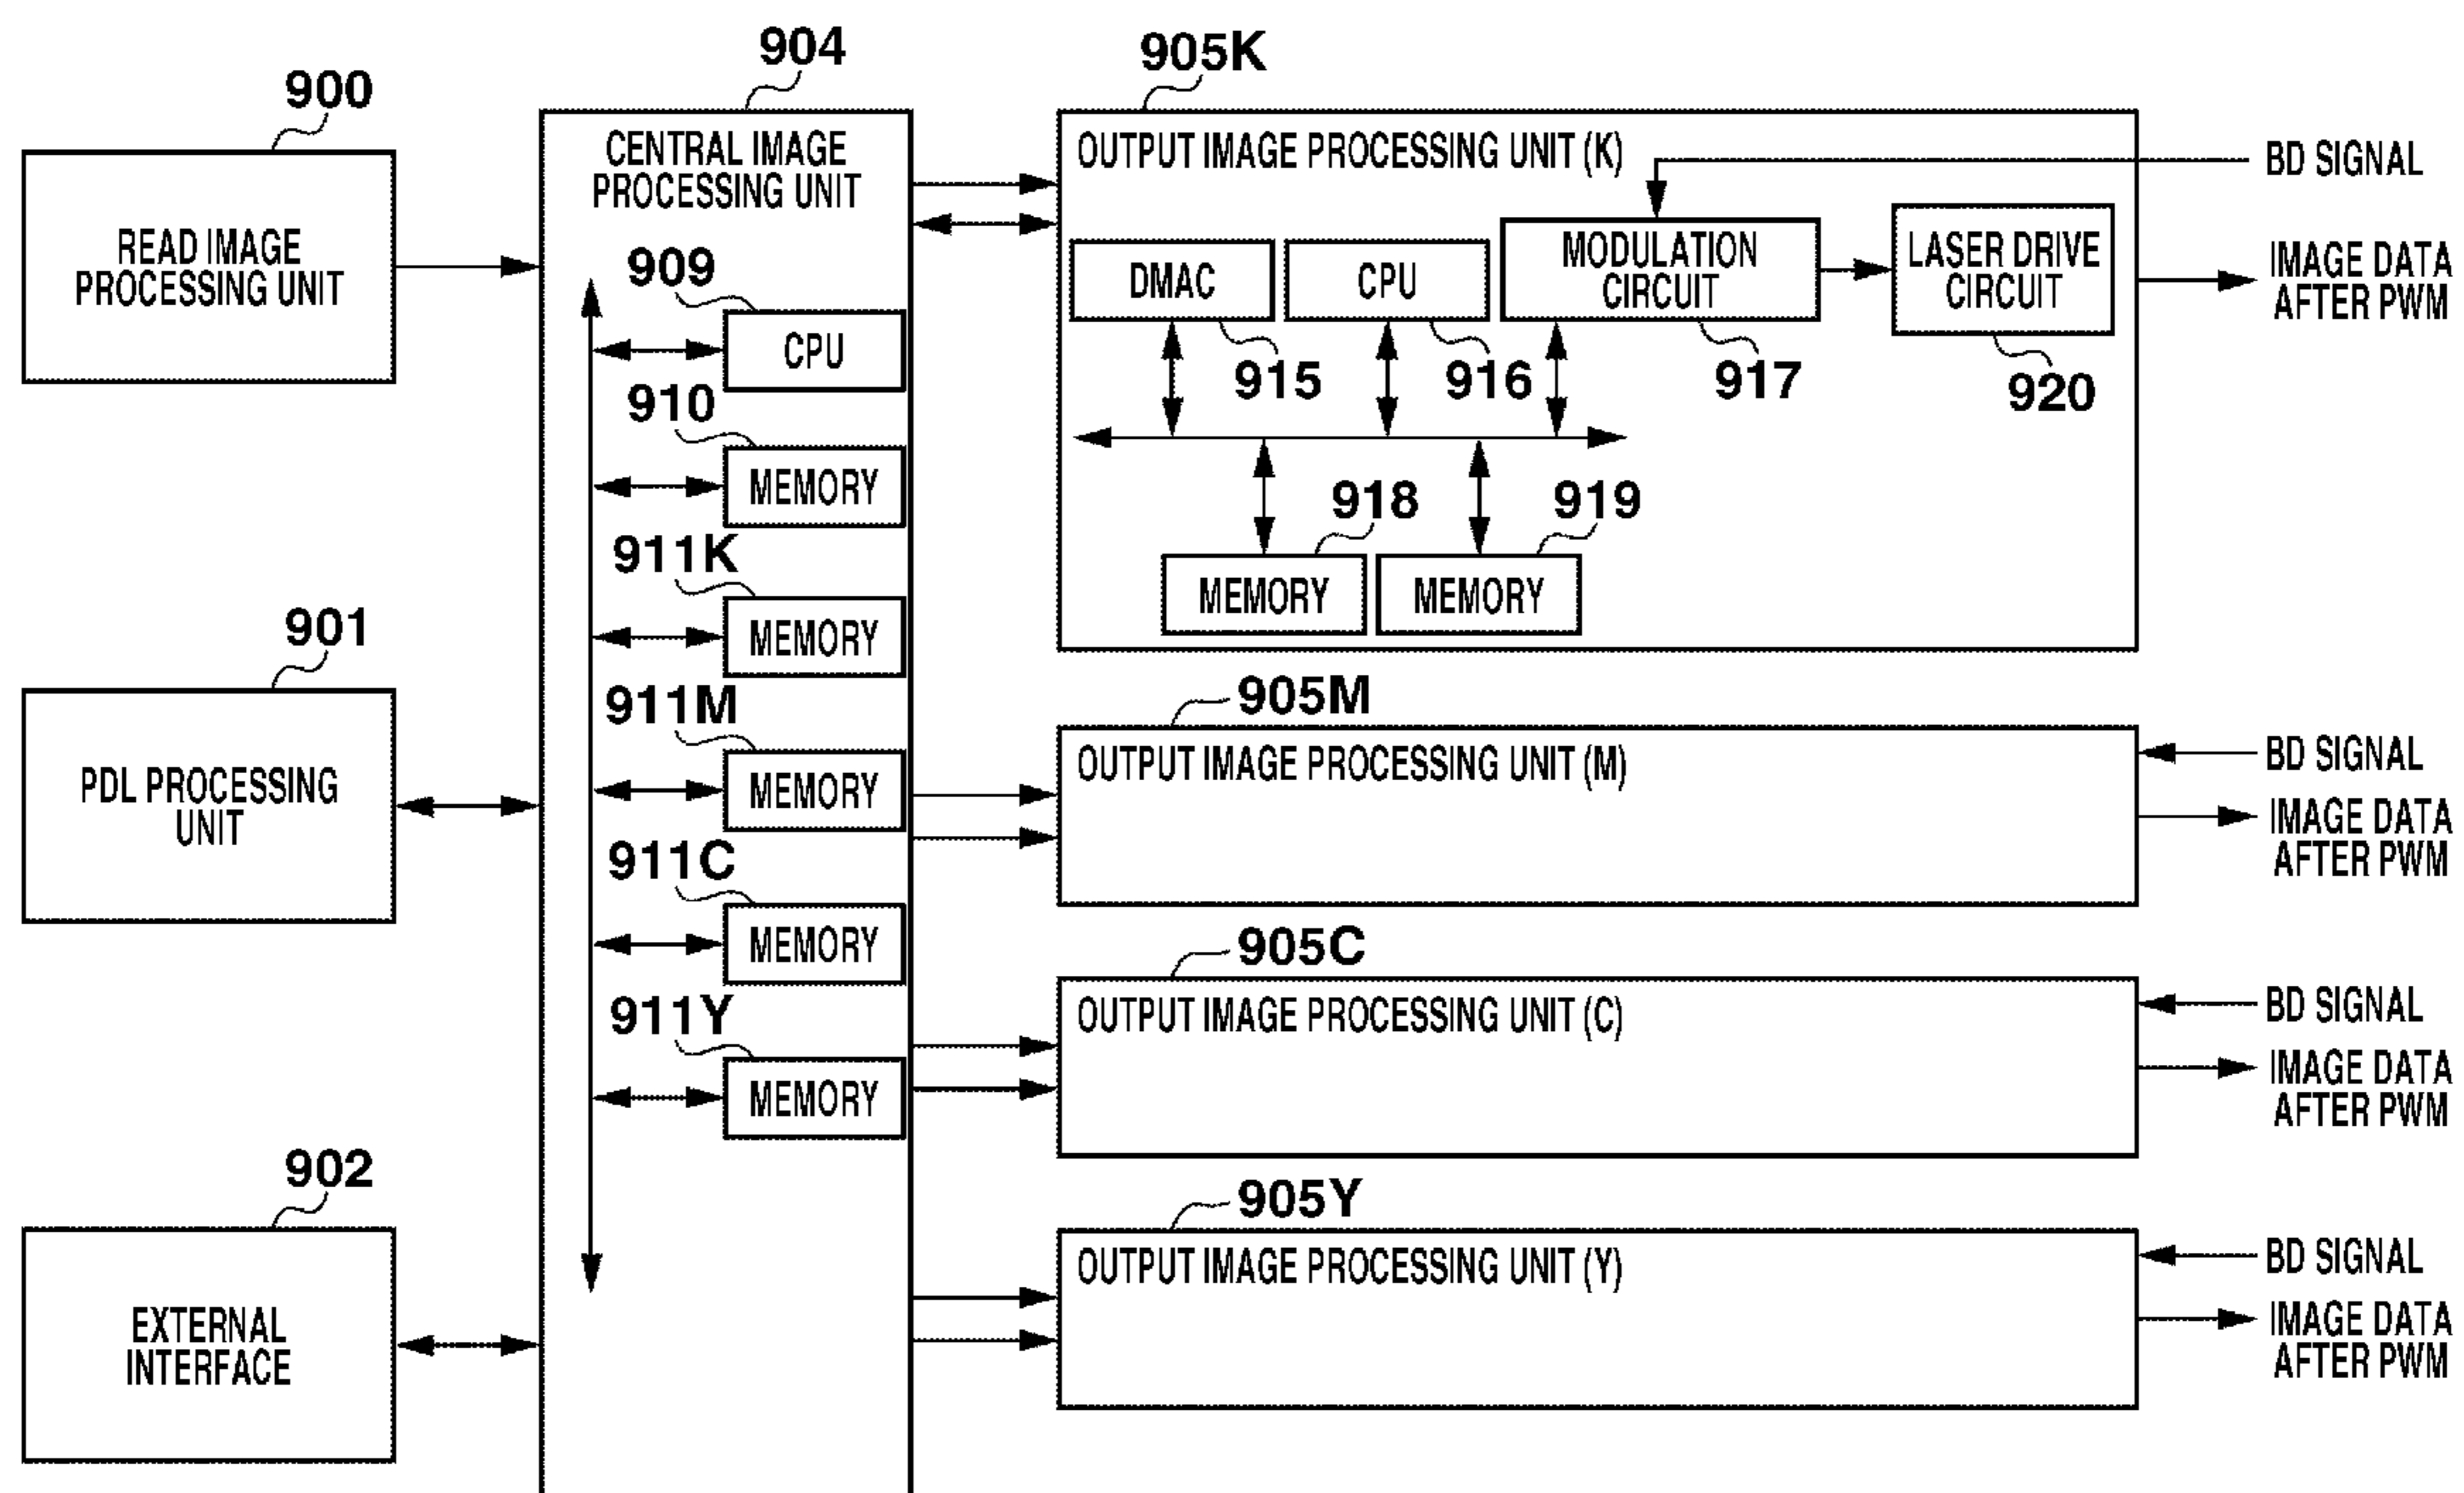 900
READ IMAGE
PROCESSING UNIT
901
PDL PROCESSING
UNIT
902
EXTERNAL
INTERFACE
904
CENTRAL IMAGE
PROCESSING UNIT
909
CPU
910
MEMORY
911K
MEMORY
911M
MEMORY
911C
MEMORY
911Y
MEMORY
905K
OUTPUT IMAGE PROCESSING UNIT (K)
DMAC
915
CPU
916
MODULATION
CIRCUIT
917
LASER DRIVE
CIRCUIT
920
918
MEMORY
919
MEMORY
BD SIGNAL
IMAGE DATA
AFTER PWM
905M
OUTPUT IMAGE PROCESSING UNIT (M)
BD SIGNAL
IMAGE DATA
AFTER PWM
905C
OUTPUT IMAGE PROCESSING UNIT (C)
BD SIGNAL
IMAGE DATA
AFTER PWM
905Y
OUTPUT IMAGE PROCESSING UNIT (Y)
BD SIGNAL
IMAGE DATA
AFTER PWM